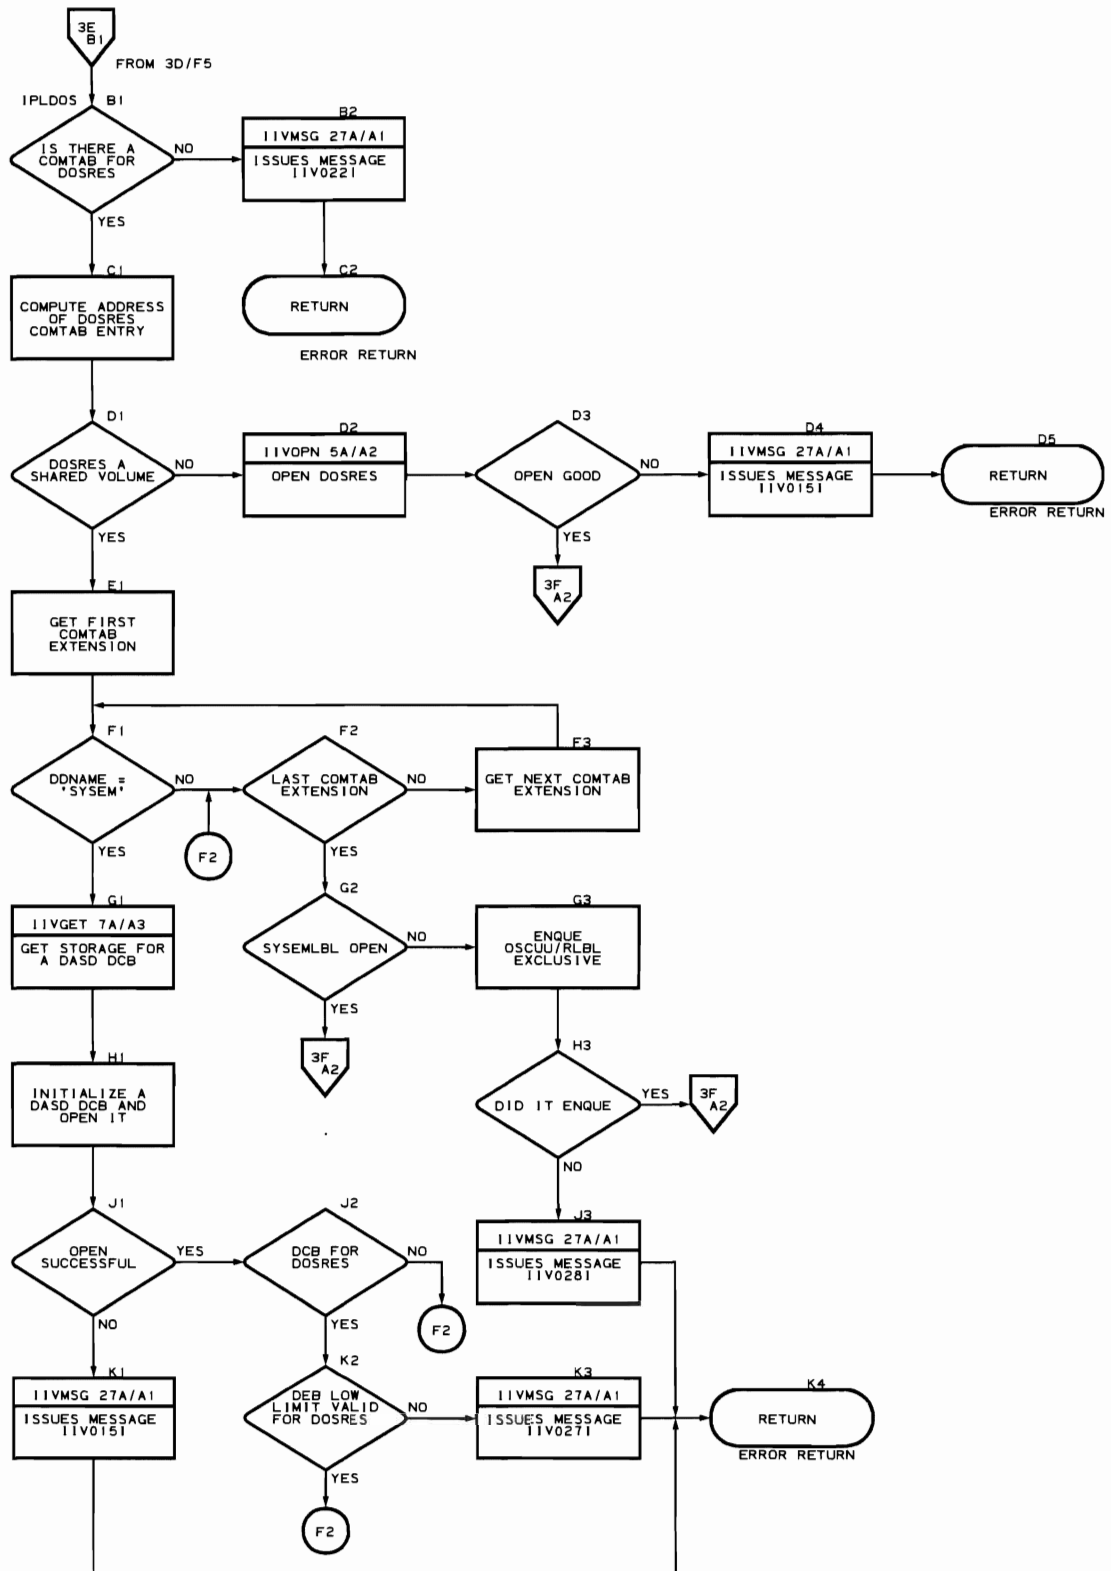 3E
B1
FROM 3D/F5
IPLDOS B1
IS THERE A
COMTAB FOR
DOSRES
NO
YES
B2
IIVMSG 27A/A1
ISSUES MESSAGE
IIV022I
C1
COMPUTE ADDRESS
OF DOSRES
COMTAB ENTRY
C2
RETURN
ERROR RETURN
D1
DOSRES A
SHARED VOLUME
NO
YES
D2
IIVOPN 5A/A2
OPEN DOSRES
D3
OPEN GOOD
NO
YES
D4
IIVMSG 27A/A1
ISSUES MESSAGE
IIV015I
D5
RETURN
ERROR RETURN
3F
A2
E1
GET FIRST
COMTAB
EXTENSION
F1
DDNAME =
'SYSEM'
NO
YES
F2
F2
LAST COMTAB
EXTENSION
NO
YES
F3
GET NEXT COMTAB
EXTENSION
G1
IIVGET 7A/A3
GET STORAGE FOR
A DASD DCB
G2
SYSEMLBL OPEN
NO
YES
G3
ENQUE
OSCUU/RLBL
EXCLUSIVE
3F
A2
H1
INITIALIZE A
DASD DCB AND
OPEN IT
H3
DID IT ENQUE
YES
NO
3F
A2
J1
OPEN
SUCCESSFUL
YES
NO
J2
DCB FOR
DOSRES
NO
YES
F2
J3
IIVMSG 27A/A1
ISSUES MESSAGE
IIV028I
K1
IIVMSG 27A/A1
ISSUES MESSAGE
IIV015I
K2
DEB LOW
LIMIT VALID
FOR DOSRES
NO
YES
F2
K3
IIVMSG 27A/A1
ISSUES MESSAGE
IIV027I
K4
RETURN
ERROR RETURN